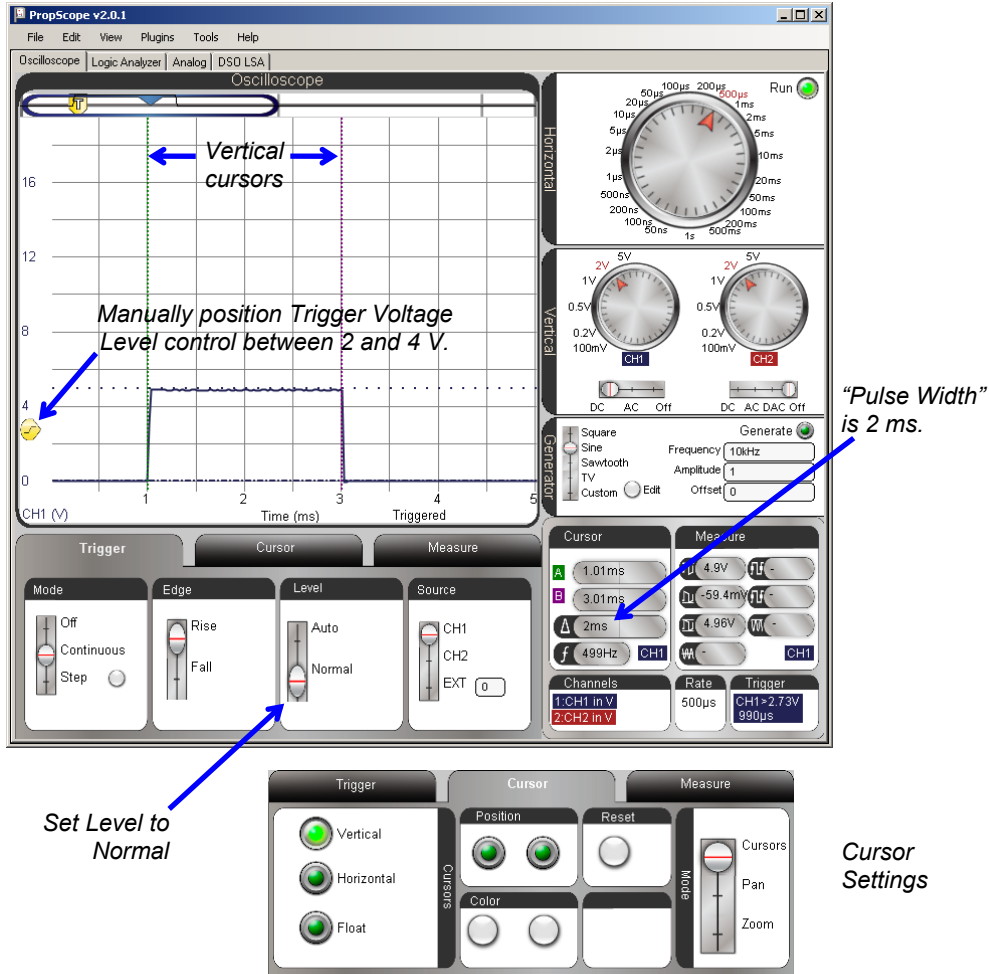 PropScope v2.0.1
File Edit View Plugins Tools Help
Oscilloscope Logic Analyzer Analog DSO LSA
Oscilloscope
T
Vertical
cursors
16
12
Manually position Trigger Voltage
Level control between 2 and 4 V.
8
4
0
1 2 3 4 5
CH1 (V) Time (ms) Triggered
Horizontal
Run
50µs 100µs 200µs 500µs
20µs 1ms
10µs 2ms
5µs 5ms
2µs 10ms
1µs 20ms
500ns 50ms
200ns 100ms
100ns 200ms
50ns 1s 500ms
Vertical
2V 5V 2V 5V
1V 1V
0.5V 0.5V
0.2V 0.2V
100mV 100mV
CH1 CH2
DC AC Off DC AC DAC Off
"Pulse Width"
is 2 ms.
Generator
Square Generate
Sine Frequency 10kHz
Sawtooth Amplitude 1
TV
Custom Edit Offset 0
Trigger Cursor Measure
Mode
Off
Continuous
Step
Edge
Rise
Fall
Level
Auto
Normal
Source
CH1
CH2
EXT 0
Cursor
A 1.01ms
B 3.01ms
Δ 2ms
f 499Hz CH1
Measure
4.9V -
-59.4mV -
4.96V -
- CH1
Channels
1:CH1 in V
2:CH2 in V
Rate
500µs
Trigger
CH1>2.73V
990µs
Set Level to
Normal
Trigger Cursor Measure
Vertical
Horizontal
Float
Cursors
Position
Reset
Color
Mode
Cursors
Pan
Zoom
Cursor
Settings